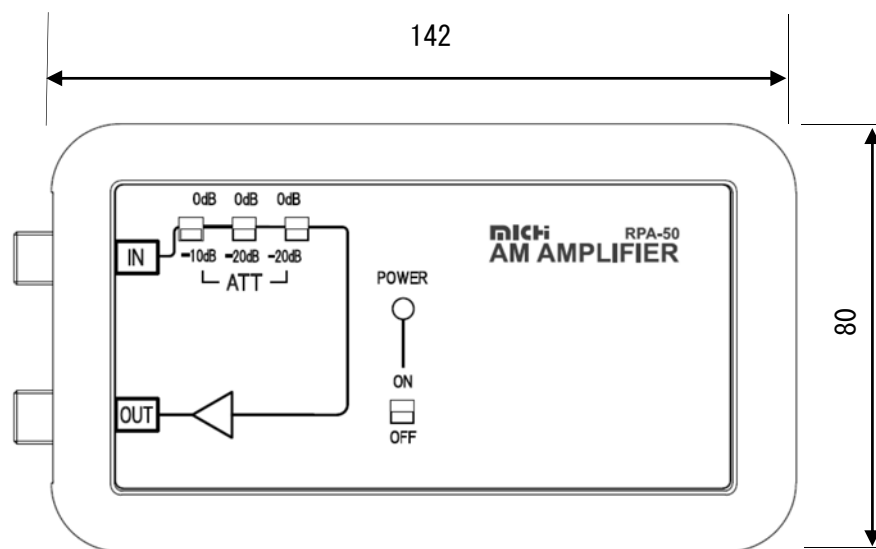 142
0dB 0dB 0dB
IN
-10dB -20dB -20dB
ATT
MICHi RPA-50
AM AMPLIFIER
POWER
80
ON
OUT
OFF